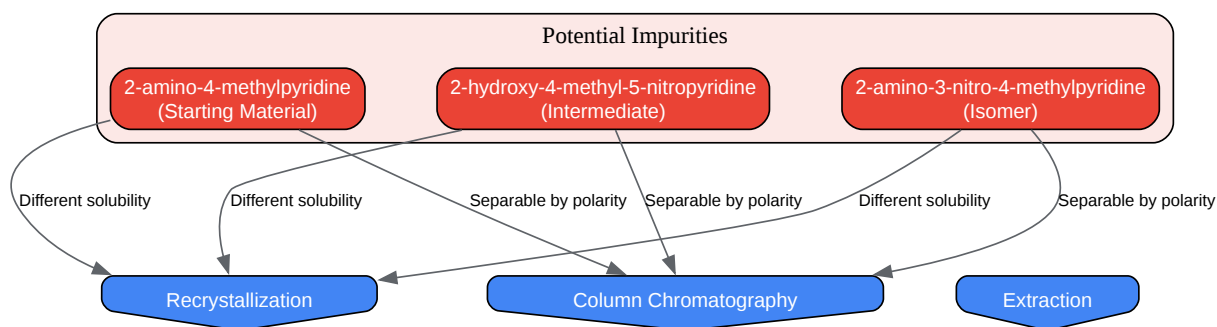 Potential Impurities
2-amino-4-methylpyridine
(Starting Material)
2-hydroxy-4-methyl-5-nitropyridine
(Intermediate)
2-amino-3-nitro-4-methylpyridine
(Isomer)
Different solubility
Different solubility
Separable by polarity
Separable by polarity
Different solubility
Separable by polarity
Recrystallization
Column Chromatography
Extraction